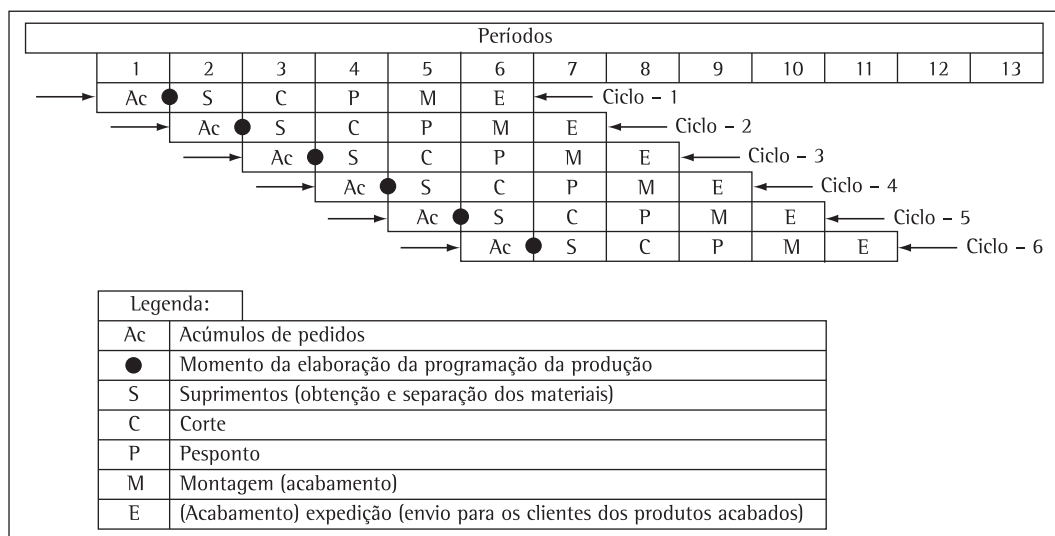 Períodos
1 2 3 4 5 6 7 8 9 10 11 12 13
Ac S C P M E Ciclo – 1
Ac S C P M E Ciclo – 2
Ac S C P M E Ciclo – 3
Ac S C P M E Ciclo – 4
Ac S C P M E Ciclo – 5
Ac S C P M E Ciclo – 6
Legenda:
Ac Acúmulos de pedidos
Momento da elaboração da programação da produção
S Suprimentos (obtenção e separação dos materiais)
C Corte
P Pesponto
M Montagem (acabamento)
E (Acabamento) expedição (envio para os clientes dos produtos acabados)